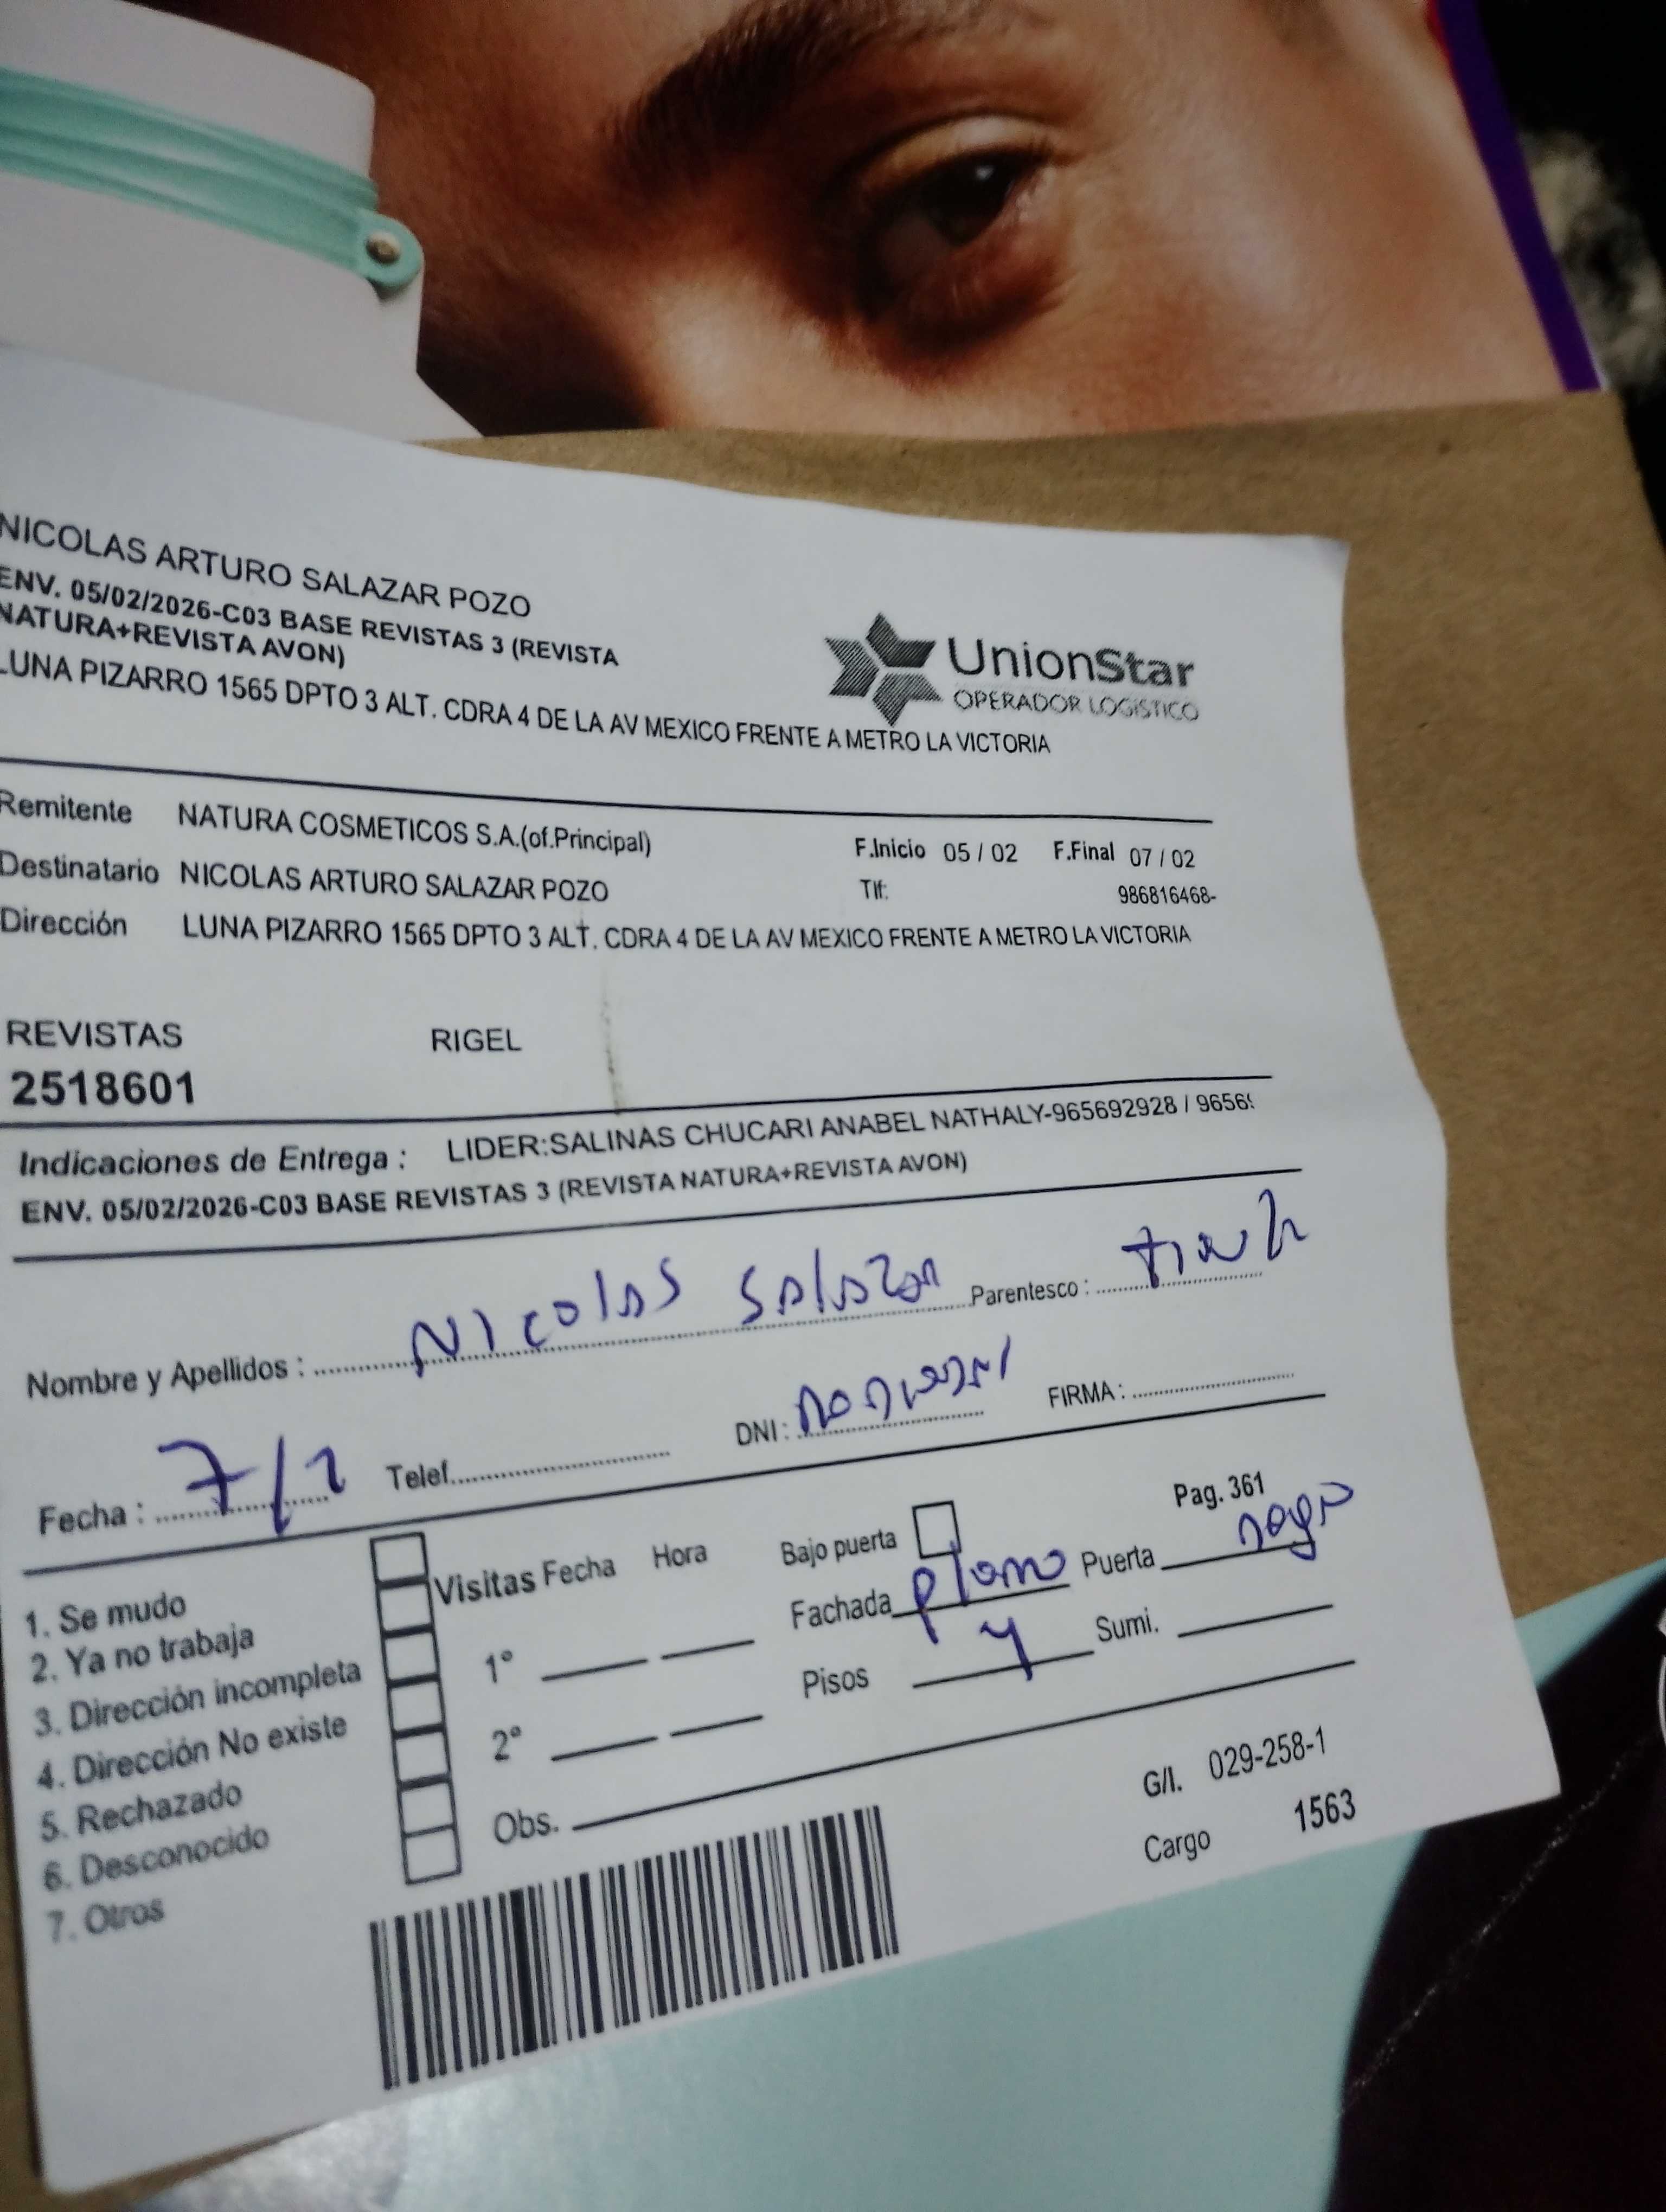 NICOLAS ARTURO SALAZAR POZO
ENV. 05/02/2026-C03 BASE REVISTAS 3 (REVISTA
NATURA+REVISTA AVON)
LUNA PIZARRO 1565 DPTO 3 ALT. CDRA 4 DE LA AV MEXICO FRENTE A METRO LA VICTORIA
UnionStar
OPERADOR LOGISTICO
Remitente NATURA COSMETICOS S.A.(of.Principal) F.Inicio 05 / 02 F.Final 07 / 02
Destinatario NICOLAS ARTURO SALAZAR POZO Tlf: 986816468-
Dirección LUNA PIZARRO 1565 DPTO 3 ALT. CDRA 4 DE LA AV MEXICO FRENTE A METRO LA VICTORIA
REVISTAS RIGEL
2518601
Indicaciones de Entrega : LIDER:SALINAS CHUCARI ANABEL NATHALY-965692928 / 9656
ENV. 05/02/2026-C03 BASE REVISTAS 3 (REVISTA NATURA+REVISTA AVON)
Nombre y Apellidos : Nicolas Salazar Parentesco :
Fecha : 7/2 Telef. DNI: FIRMA :
Pag. 361
1. Se mudo
2. Ya no trabaja
3. Dirección incompleta
4. Dirección No existe
5. Rechazado
6. Desconocido
7. Otros
Visitas Fecha Hora
1°
2°
Obs.
Bajo puerta
Fachada plomo Puerta negro
Pisos 4 Sumi.
G/I. 029-258-1
Cargo 1563